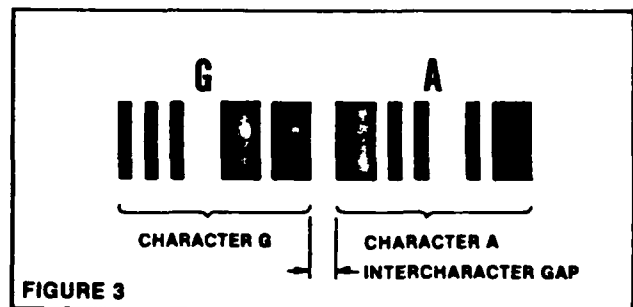 G A
CHARACTER G CHARACTER A
INTERCHARACTER GAP
FIGURE 3